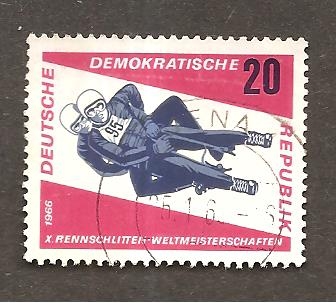 DEUTSCHE
DEMOKRATISCHE
REPUBLIK
20
95
1966
X. RENNSCHLITTEN-WELTMEISTERSCHAFTEN